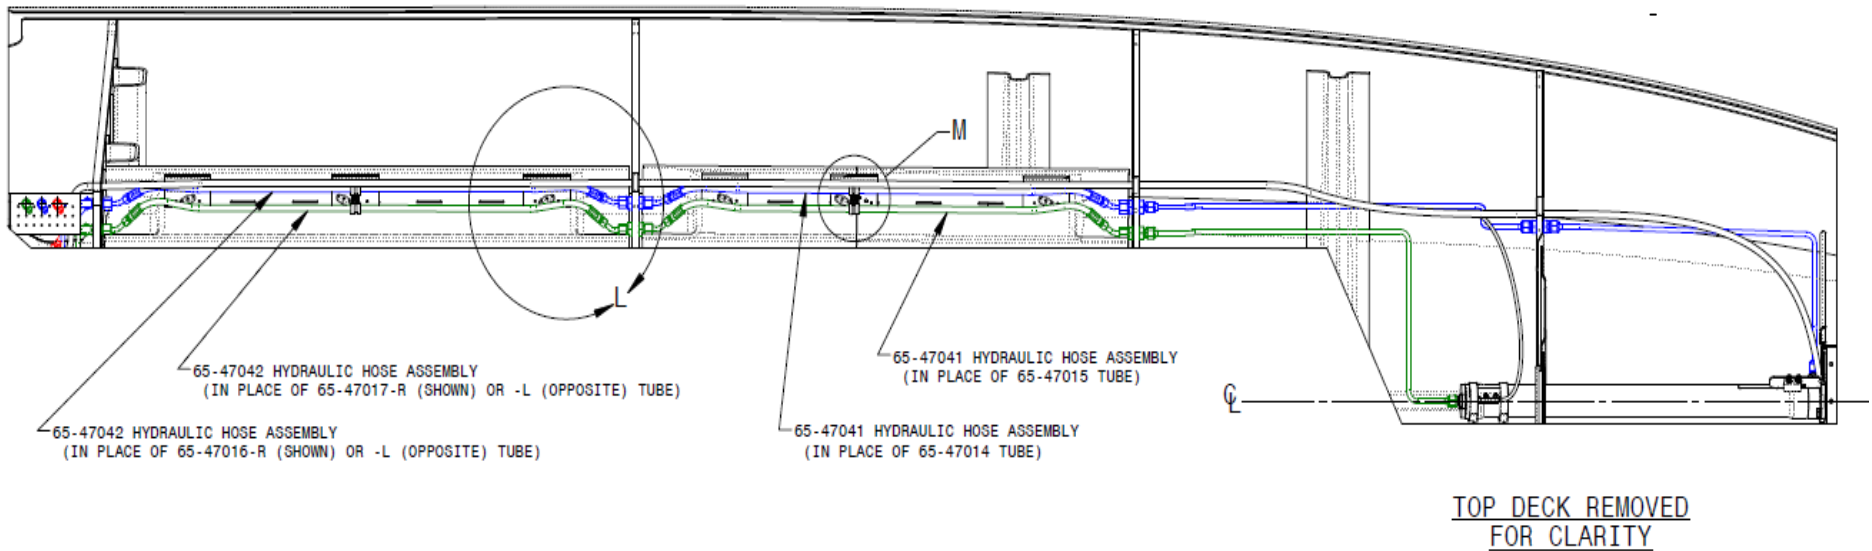 M
L
65-47042 HYDRAULIC HOSE ASSEMBLY
(IN PLACE OF 65-47017-R (SHOWN) OR -L (OPPOSITE) TUBE)
65-47041 HYDRAULIC HOSE ASSEMBLY
(IN PLACE OF 65-47015 TUBE)
℄
65-47042 HYDRAULIC HOSE ASSEMBLY
(IN PLACE OF 65-47016-R (SHOWN) OR -L (OPPOSITE) TUBE)
65-47041 HYDRAULIC HOSE ASSEMBLY
(IN PLACE OF 65-47014 TUBE)
TOP DECK REMOVED
FOR CLARITY